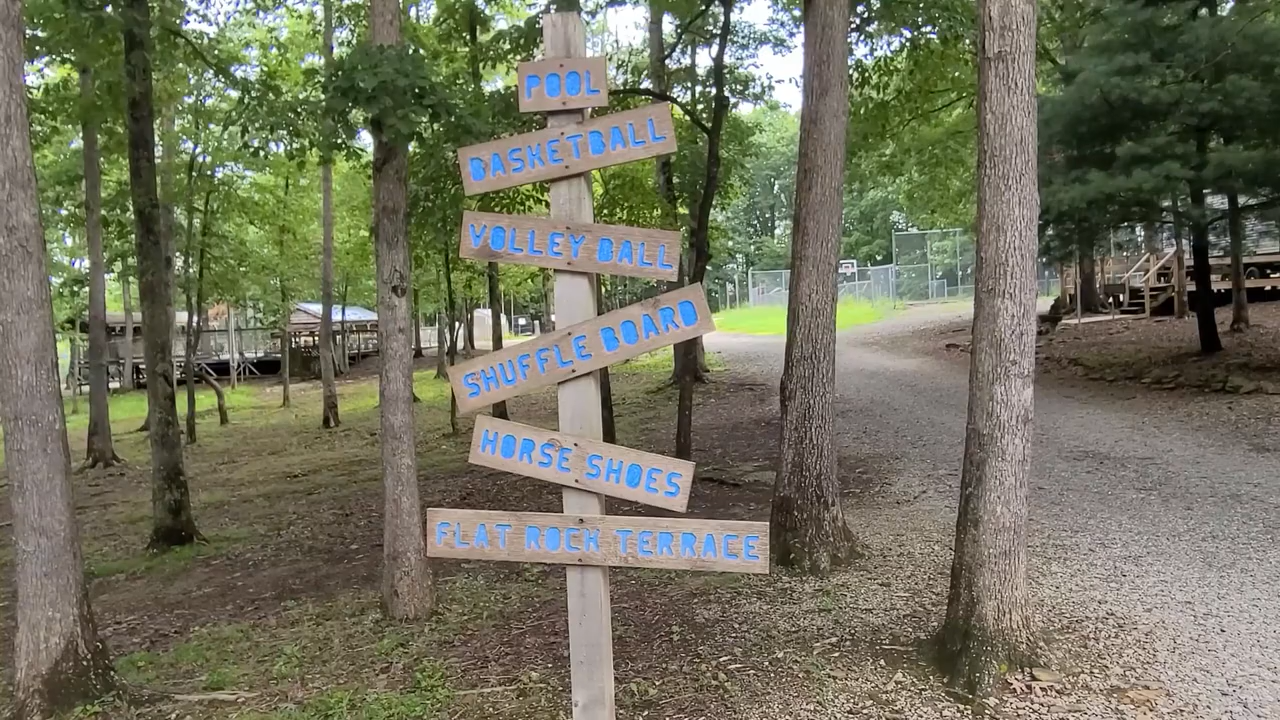 POOL
BASKETBALL
VOLLEY BALL
SHUFFLE BOARD
HORSE SHOES
FLAT ROCK TERRACE